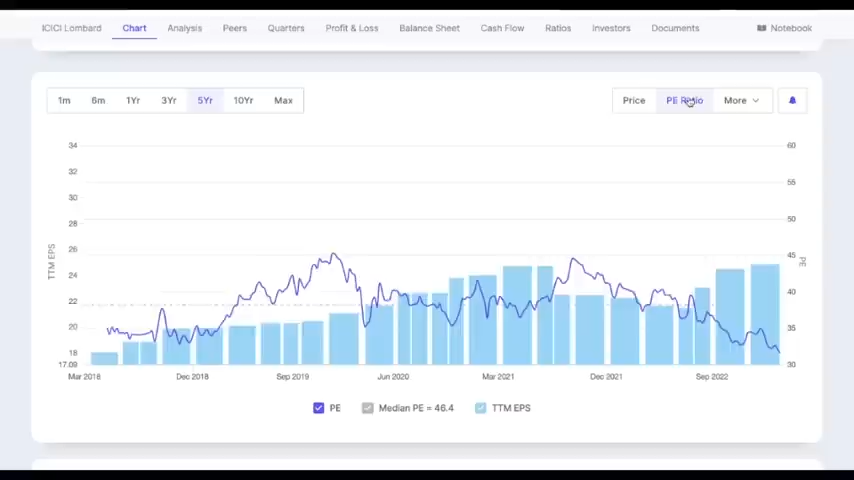 ICICI Lombard Chart Analysis Peers Quarters Profit & Loss Balance Sheet Cash Flow Ratios Investors Documents Notebook
1m 6m 1Yr 3Yr 5Yr 10Yr Max Price PE Ratio More
34 60
32 55
30
28 50
26 45
24
22 40
20 35
18
17.09 30
TTM EPS
PE
Mar 2018 Dec 2018 Sep 2019 Jun 2020 Mar 2021 Dec 2021 Sep 2022
PE Median PE = 46.4 TTM EPS